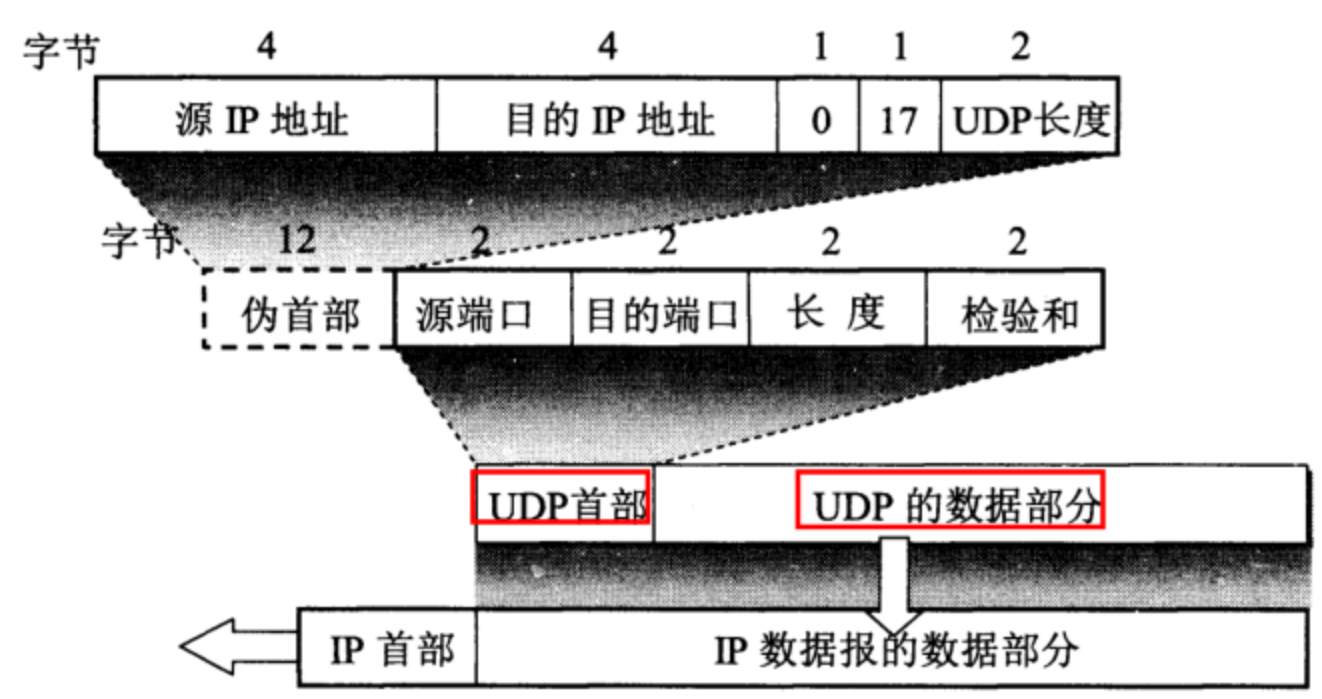 字节 4 4 1 1 2
源 IP 地址 目的 IP 地址 0 17 UDP长度
字节 12 2 2 2 2
伪首部 源端口 目的端口 长 度 检验和
UDP首部 UDP 的数据部分
IP 首部 IP 数据报的数据部分